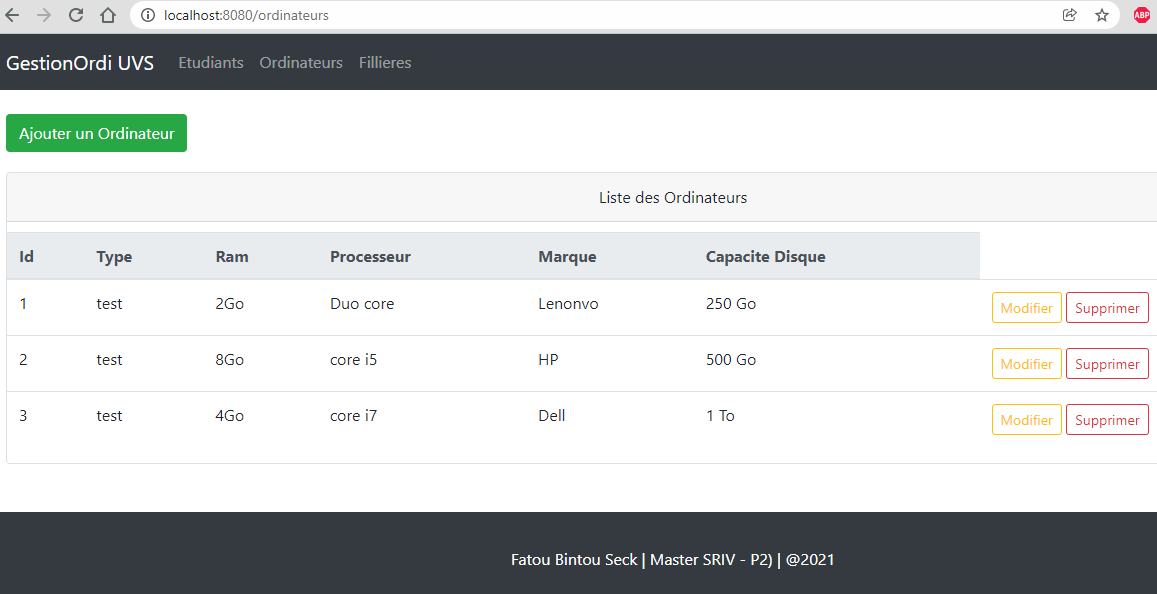 localhost:8080/ordinateurs
ABP
GestionOrdi UVS Etudiants Ordinateurs Fillieres
Ajouter un Ordinateur
Liste des Ordinateurs
Id Type Ram Processeur Marque Capacite Disque
1 test 2Go Duo core Lenonvo 250 Go Modifier Supprimer
2 test 8Go core i5 HP 500 Go Modifier Supprimer
3 test 4Go core i7 Dell 1 To Modifier Supprimer
Fatou Bintou Seck | Master SRIV - P2) | @2021